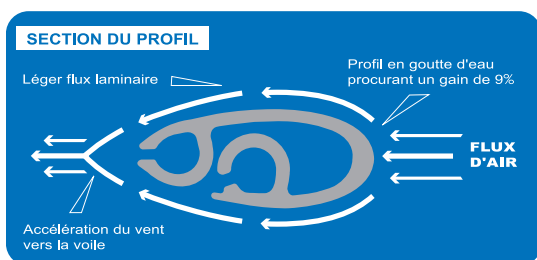 SECTION DU PROFIL
Léger flux laminaire
Profil en goutte d'eau
procurant un gain de 9%
FLUX
D'AIR
Accélération du vent
vers la voile